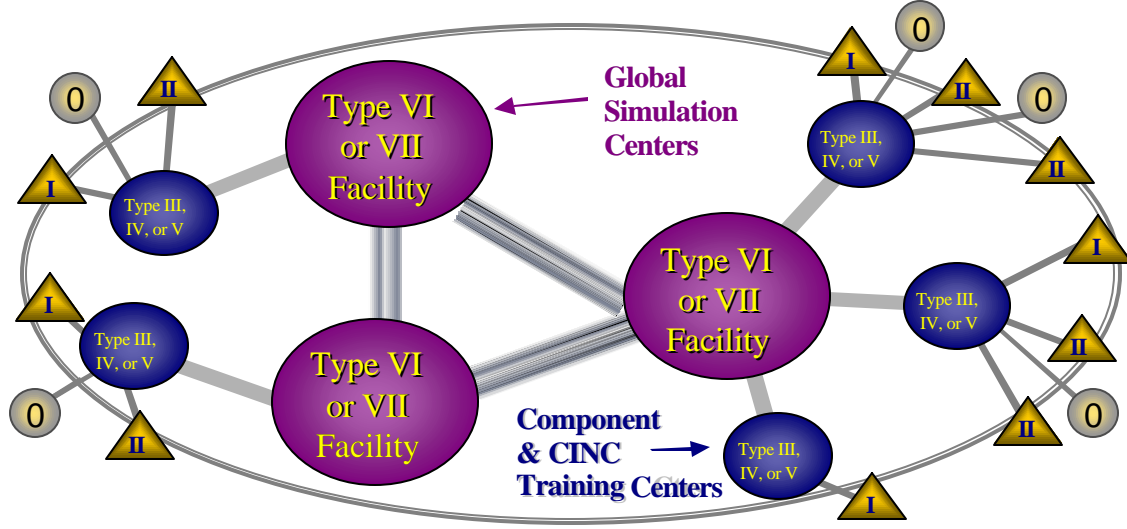 0
II
I
Type III,
IV, or V
Type VI
or VII
Facility
Global
Simulation
Centers
I
0
II
0
II
Type III,
IV, or V
I
Type III,
IV, or V
0
II
Type VI
or VII
Facility
Type VI
or VII
Facility
Type III,
IV, or V
I
II
0
II
Component
& CINC
Training Centers
Type III,
IV, or V
I